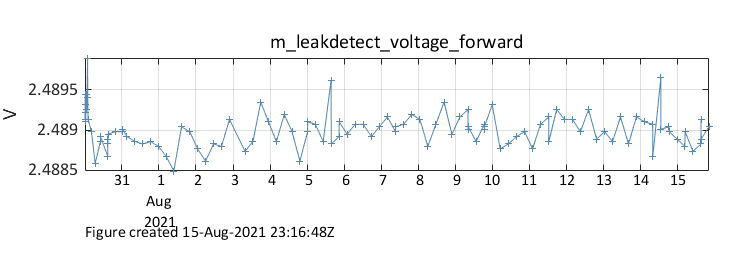 m_leakdetect_voltage_forward
V
2.4895
2.489
2.4885
31 1 2 3 4 5 6 7 8 9 10 11 12 13 14 15
Aug
2021
Figure created 15-Aug-2021 23:16:48Z